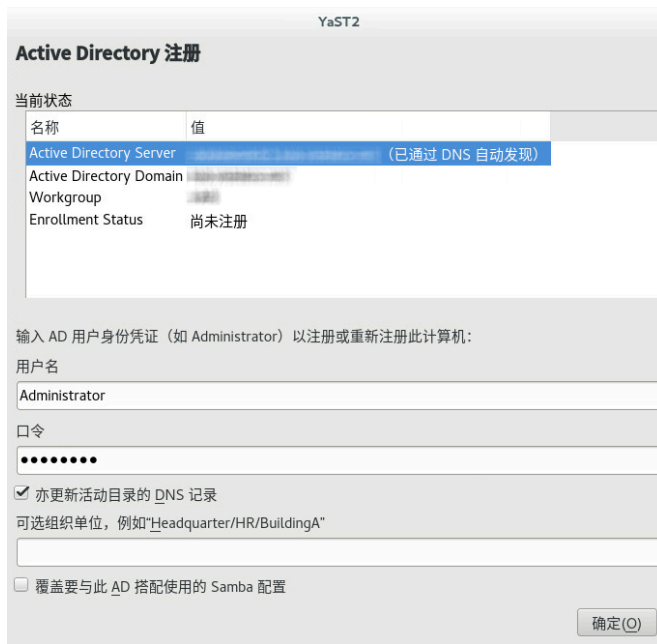 YaST2
Active Directory 注册
当前状态
名称 值
Active Directory Server （已通过 DNS 自动发现）
Active Directory Domain
Workgroup
Enrollment Status 尚未注册
输入 AD 用户身份凭证（如 Administrator）以注册或重新注册此计算机：
用户名
Administrator
口令
●●●●●●●●
亦更新活动目录的 DNS 记录
可选组织单位，例如“Headquarter/HR/BuildingA”
覆盖要与此 AD 搭配使用的 Samba 配置
确定(O)